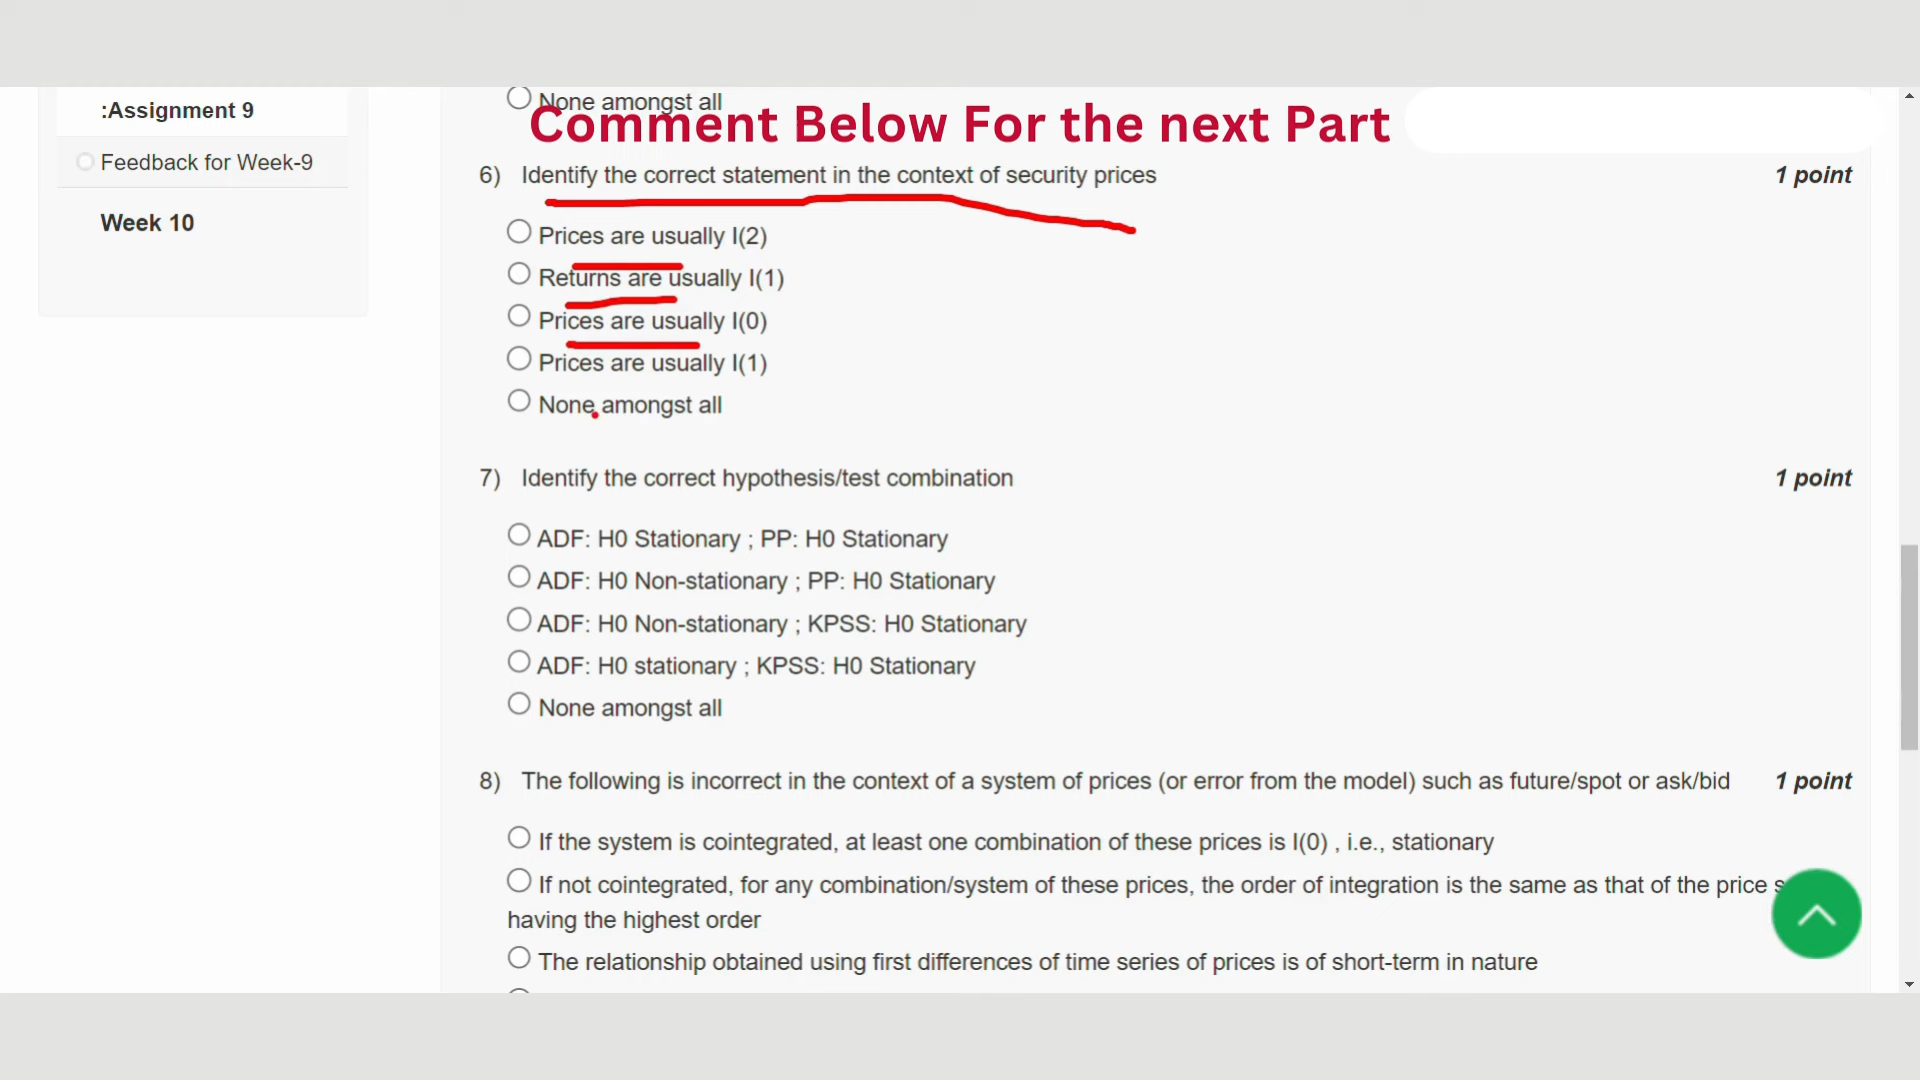 :Assignment 9
Feedback for Week-9
Week 10
None amongst all
Comment Below For the next Part
6) Identify the correct statement in the context of security prices 1 point
Prices are usually I(2)
Returns are usually I(1)
Prices are usually I(0)
Prices are usually I(1)
None amongst all
7) Identify the correct hypothesis/test combination 1 point
ADF: H0 Stationary ; PP: H0 Stationary
ADF: H0 Non-stationary ; PP: H0 Stationary
ADF: H0 Non-stationary ; KPSS: H0 Stationary
ADF: H0 stationary ; KPSS: H0 Stationary
None amongst all
8) The following is incorrect in the context of a system of prices (or error from the model) such as future/spot or ask/bid 1 point
If the system is cointegrated, at least one combination of these prices is I(0) , i.e., stationary
If not cointegrated, for any combination/system of these prices, the order of integration is the same as that of the price
having the highest order
The relationship obtained using first differences of time series of prices is of short-term in nature